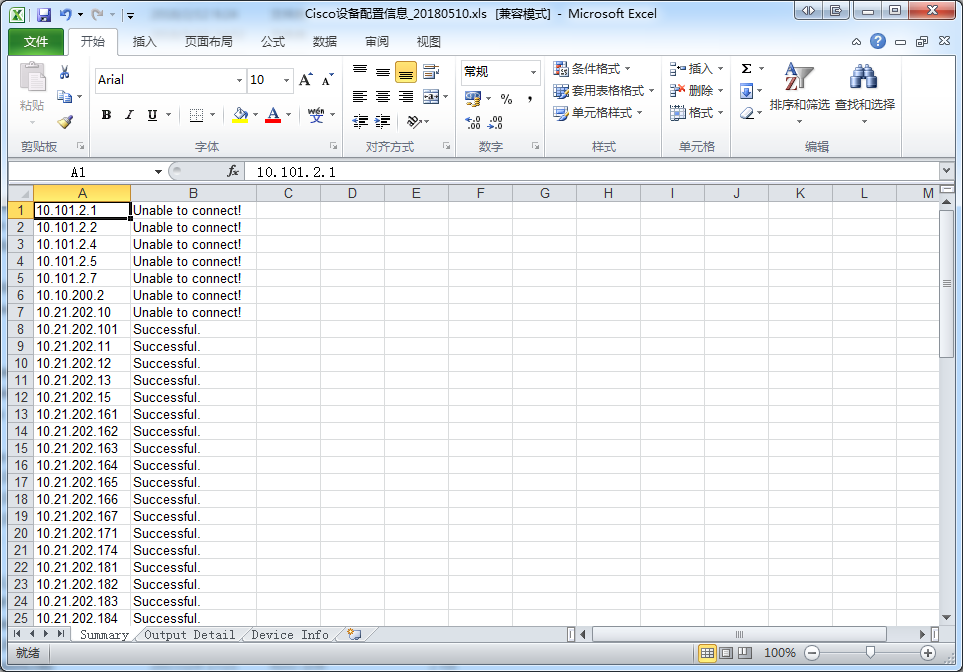 Cisco设备配置信息_20180510.xls [兼容模式] - Microsoft Excel
文件 开始 插入 页面布局 公式 数据 审阅 视图
粘贴 Arial 10 A A 常规 条件格式 插入 Σ
套用表格格式 删除 排序和筛选 查找和选择
B I U A wén 文 % , 单元格样式 格式
剪贴板 字体 对齐方式 数字 样式 单元格 编辑
A1 fx 10.101.2.1
A B C D E F G H I J K L M
1 10.101.2.1 Unable to connect!
2 10.101.2.2 Unable to connect!
3 10.101.2.4 Unable to connect!
4 10.101.2.5 Unable to connect!
5 10.101.2.7 Unable to connect!
6 10.10.200.2 Unable to connect!
7 10.21.202.10 Unable to connect!
8 10.21.202.101 Successful.
9 10.21.202.11 Successful.
10 10.21.202.12 Successful.
11 10.21.202.13 Successful.
12 10.21.202.15 Successful.
13 10.21.202.161 Successful.
14 10.21.202.162 Successful.
15 10.21.202.163 Successful.
16 10.21.202.164 Successful.
17 10.21.202.165 Successful.
18 10.21.202.166 Successful.
19 10.21.202.167 Successful.
20 10.21.202.171 Successful.
21 10.21.202.174 Successful.
22 10.21.202.181 Successful.
23 10.21.202.182 Successful.
24 10.21.202.183 Successful.
25 10.21.202.184 Successful.
Summary Output Detail Device Info
就绪 100%